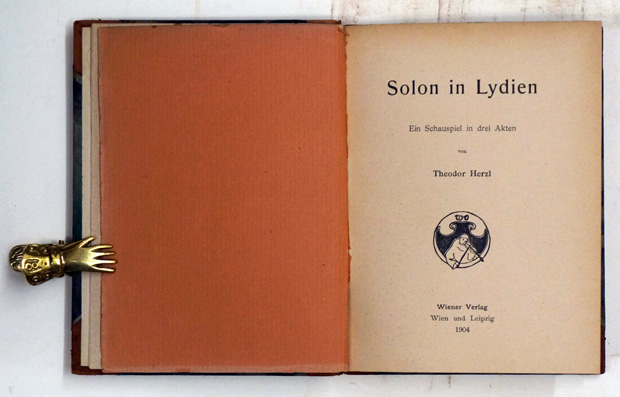 Solon in Lydien
Ein Schauspiel in drei Akten
von
Theodor Herzl
Wiener Verlag
Wien und Leipzig
1904